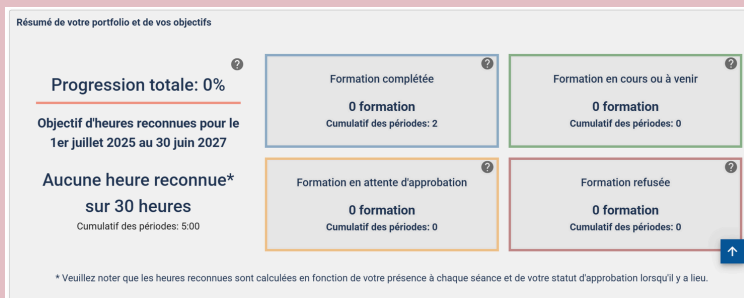 Résumé de votre portfolio et de vos objectifs
Progression totale: 0%
Objectif d'heures reconnues pour le
1er juillet 2025 au 30 juin 2027
Aucune heure reconnue*
sur 30 heures
Cumulatif des périodes: 5:00
Formation complétée
0 formation
Cumulatif des périodes: 2
Formation en cours ou à venir
0 formation
Cumulatif des périodes: 0
Formation en attente d'approbation
0 formation
Cumulatif des périodes: 0
Formation refusée
0 formation
Cumulatif des périodes: 0
* Veuillez noter que les heures reconnues sont calculées en fonction de votre présence à chaque séance et de votre statut d'approbation lorsqu'il y a lieu.